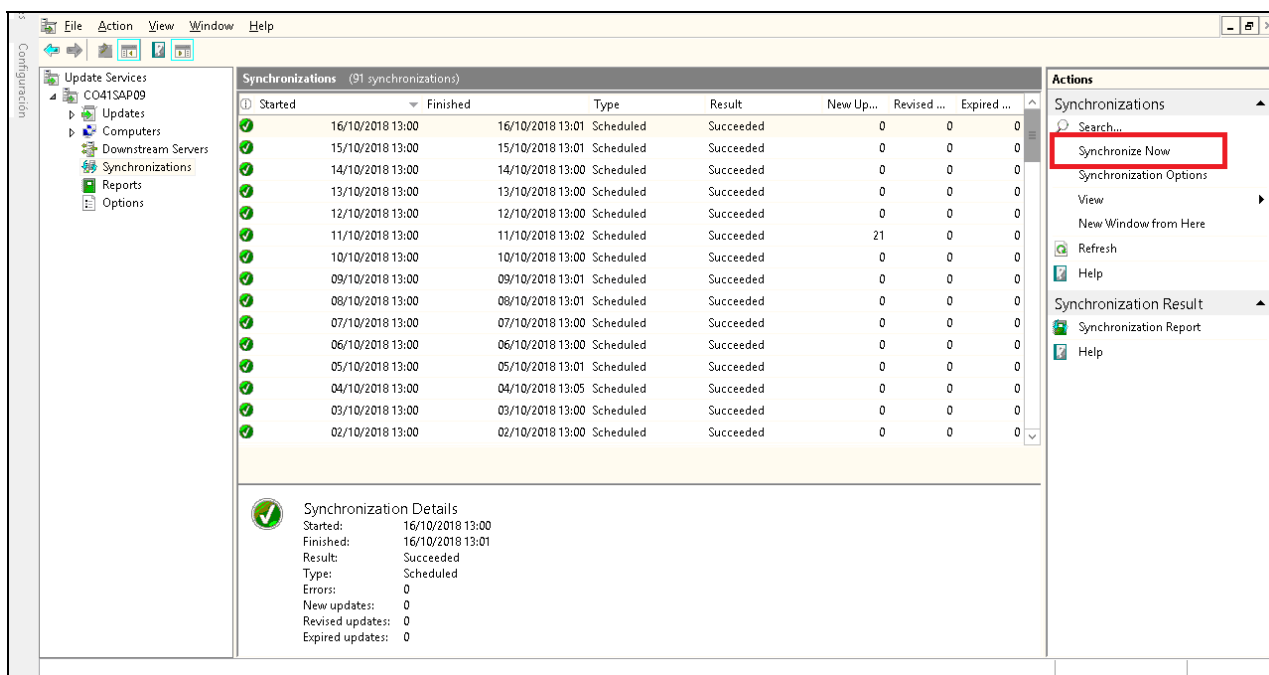 File Action View Window Help
Configuración
Update Services
CO41SAP09
Updates
Computers
Downstream Servers
Synchronizations
Reports
Options
Synchronizations (91 synchronizations)
Started Finished Type Result New Up... Revised ... Expired ...
16/10/2018 13:00 16/10/2018 13:01 Scheduled Succeeded 0 0 0
15/10/2018 13:00 15/10/2018 13:01 Scheduled Succeeded 0 0 0
14/10/2018 13:00 14/10/2018 13:00 Scheduled Succeeded 0 0 0
13/10/2018 13:00 13/10/2018 13:00 Scheduled Succeeded 0 0 0
12/10/2018 13:00 12/10/2018 13:00 Scheduled Succeeded 0 0 0
11/10/2018 13:00 11/10/2018 13:02 Scheduled Succeeded 21 0 0
10/10/2018 13:00 10/10/2018 13:00 Scheduled Succeeded 0 0 0
09/10/2018 13:00 09/10/2018 13:01 Scheduled Succeeded 0 0 0
08/10/2018 13:00 08/10/2018 13:01 Scheduled Succeeded 0 0 0
07/10/2018 13:00 07/10/2018 13:00 Scheduled Succeeded 0 0 0
06/10/2018 13:00 06/10/2018 13:00 Scheduled Succeeded 0 0 0
05/10/2018 13:00 05/10/2018 13:01 Scheduled Succeeded 0 0 0
04/10/2018 13:00 04/10/2018 13:05 Scheduled Succeeded 0 0 0
03/10/2018 13:00 03/10/2018 13:00 Scheduled Succeeded 0 0 0
02/10/2018 13:00 02/10/2018 13:00 Scheduled Succeeded 0 0 0
Synchronization Details
Started: 16/10/2018 13:00
Finished: 16/10/2018 13:01
Result: Succeeded
Type: Scheduled
Errors: 0
New updates: 0
Revised updates: 0
Expired updates: 0
Actions
Synchronizations
Search...
Synchronize Now
Synchronization Options
View
New Window from Here
Refresh
Help
Synchronization Result
Synchronization Report
Help